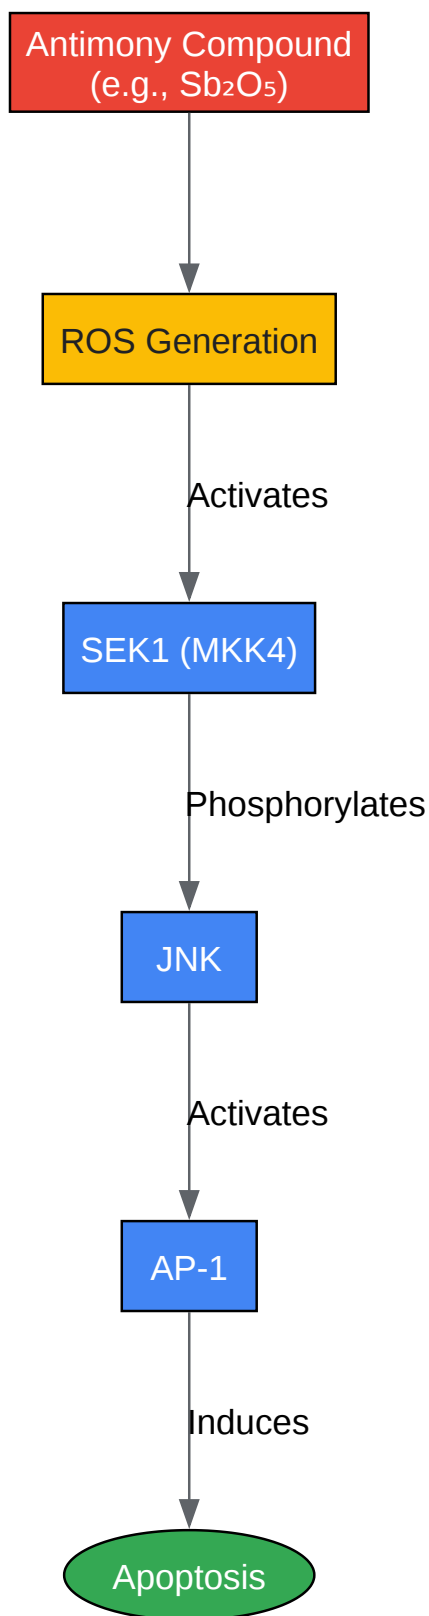 Antimony Compound
(e.g., Sb₂O₅)
ROS Generation
Activates
SEK1 (MKK4)
Phosphorylates
JNK
Activates
AP-1
Induces
Apoptosis